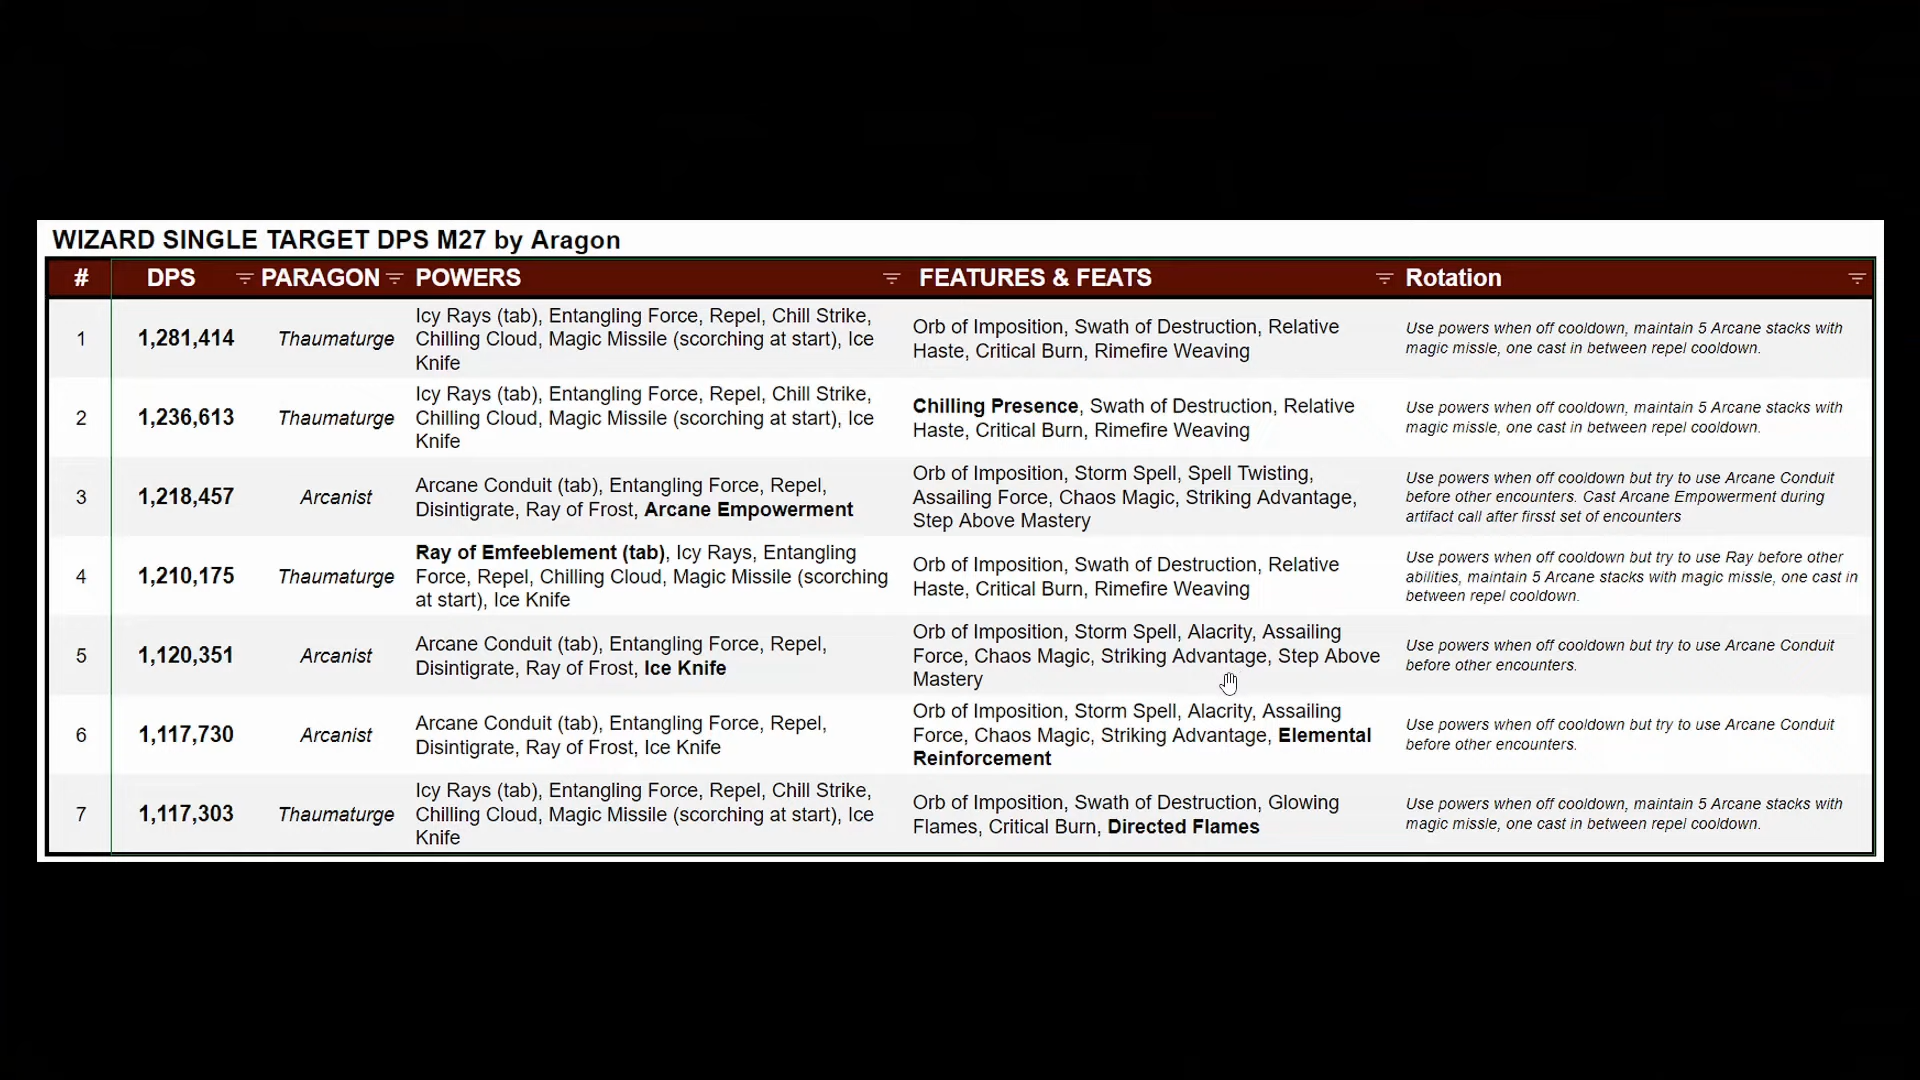 WIZARD SINGLE TARGET DPS M27 by Aragon
# DPS PARAGON POWERS FEATURES & FEATS Rotation
1
1,281,414
Thaumaturge
Icy Rays (tab), Entangling Force, Repel, Chill Strike,
Chilling Cloud, Magic Missile (scorching at start), Ice
Knife
Orb of Imposition, Swath of Destruction, Relative
Haste, Critical Burn, Rimefire Weaving
Use powers when off cooldown, maintain 5 Arcane stacks with
magic missle, one cast in between repel cooldown.
2
1,236,613
Thaumaturge
Icy Rays (tab), Entangling Force, Repel, Chill Strike,
Chilling Cloud, Magic Missile (scorching at start), Ice
Knife
Chilling Presence, Swath of Destruction, Relative
Haste, Critical Burn, Rimefire Weaving
Use powers when off cooldown, maintain 5 Arcane stacks with
magic missle, one cast in between repel cooldown.
3
1,218,457
Arcanist
Arcane Conduit (tab), Entangling Force, Repel,
Disintigrate, Ray of Frost, Arcane Empowerment
Orb of Imposition, Storm Spell, Spell Twisting,
Assailing Force, Chaos Magic, Striking Advantage,
Step Above Mastery
Use powers when off cooldown but try to use Arcane Conduit
before other encounters. Cast Arcane Empowerment during
artifact call after firsst set of encounters
4
1,210,175
Thaumaturge
Ray of Emfeeblement (tab), Icy Rays, Entangling
Force, Repel, Chilling Cloud, Magic Missile (scorching
at start), Ice Knife
Orb of Imposition, Swath of Destruction, Relative
Haste, Critical Burn, Rimefire Weaving
Use powers when off cooldown but try to use Ray before other
abilities, maintain 5 Arcane stacks with magic missle, one cast in
between repel cooldown.
5
1,120,351
Arcanist
Arcane Conduit (tab), Entangling Force, Repel,
Disintigrate, Ray of Frost, Ice Knife
Orb of Imposition, Storm Spell, Alacrity, Assailing
Force, Chaos Magic, Striking Advantage, Step Above
Mastery
Use powers when off cooldown but try to use Arcane Conduit
before other encounters.
6
1,117,730
Arcanist
Arcane Conduit (tab), Entangling Force, Repel,
Disintigrate, Ray of Frost, Ice Knife
Orb of Imposition, Storm Spell, Alacrity, Assailing
Force, Chaos Magic, Striking Advantage, Elemental
Reinforcement
Use powers when off cooldown but try to use Arcane Conduit
before other encounters.
7
1,117,303
Thaumaturge
Icy Rays (tab), Entangling Force, Repel, Chill Strike,
Chilling Cloud, Magic Missile (scorching at start), Ice
Knife
Orb of Imposition, Swath of Destruction, Glowing
Flames, Critical Burn, Directed Flames
Use powers when off cooldown, maintain 5 Arcane stacks with
magic missle, one cast in between repel cooldown.